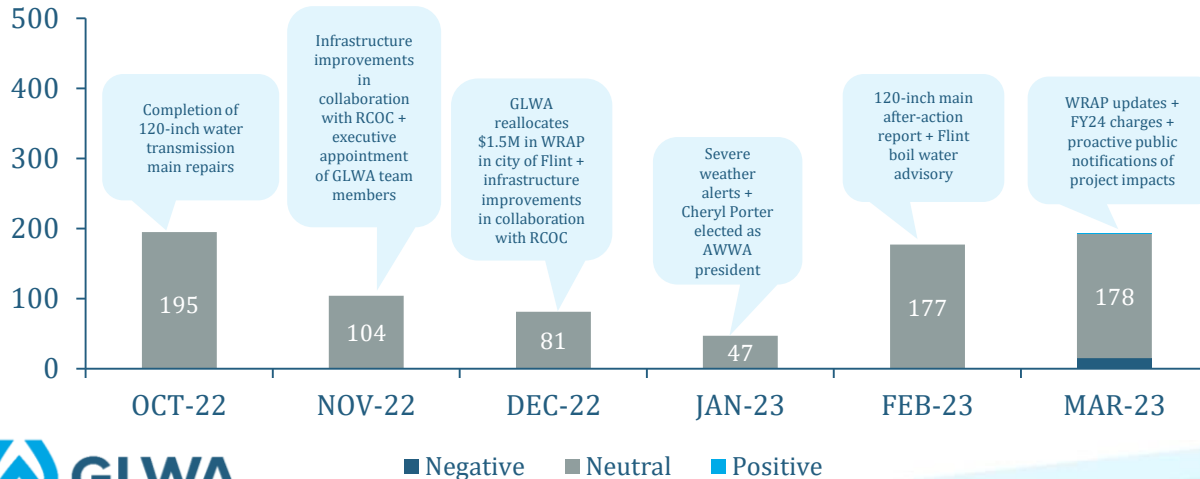 500
400
300
200
100
0
Completion of
120-inch water
transmission
main repairs
Infrastructure
improvements
in
collaboration
with RCOC +
executive
appointment
of GLWA team
members
GLWA
reallocates
$1.5M in WRAP
in city of Flint +
infrastructure
improvements
in collaboration
with RCOC
Severe
weather
alerts +
Cheryl Porter
elected as
AWWA
president
120-inch main
after-action
report + Flint
boil water
advisory
WRAP updates +
FY24 charges +
proactive public
notifications of
project impacts
195
104
81
47
177
178
OCT-22
NOV-22
DEC-22
JAN-23
FEB-23
MAR-23
Negative
Neutral
Positive
GLWA